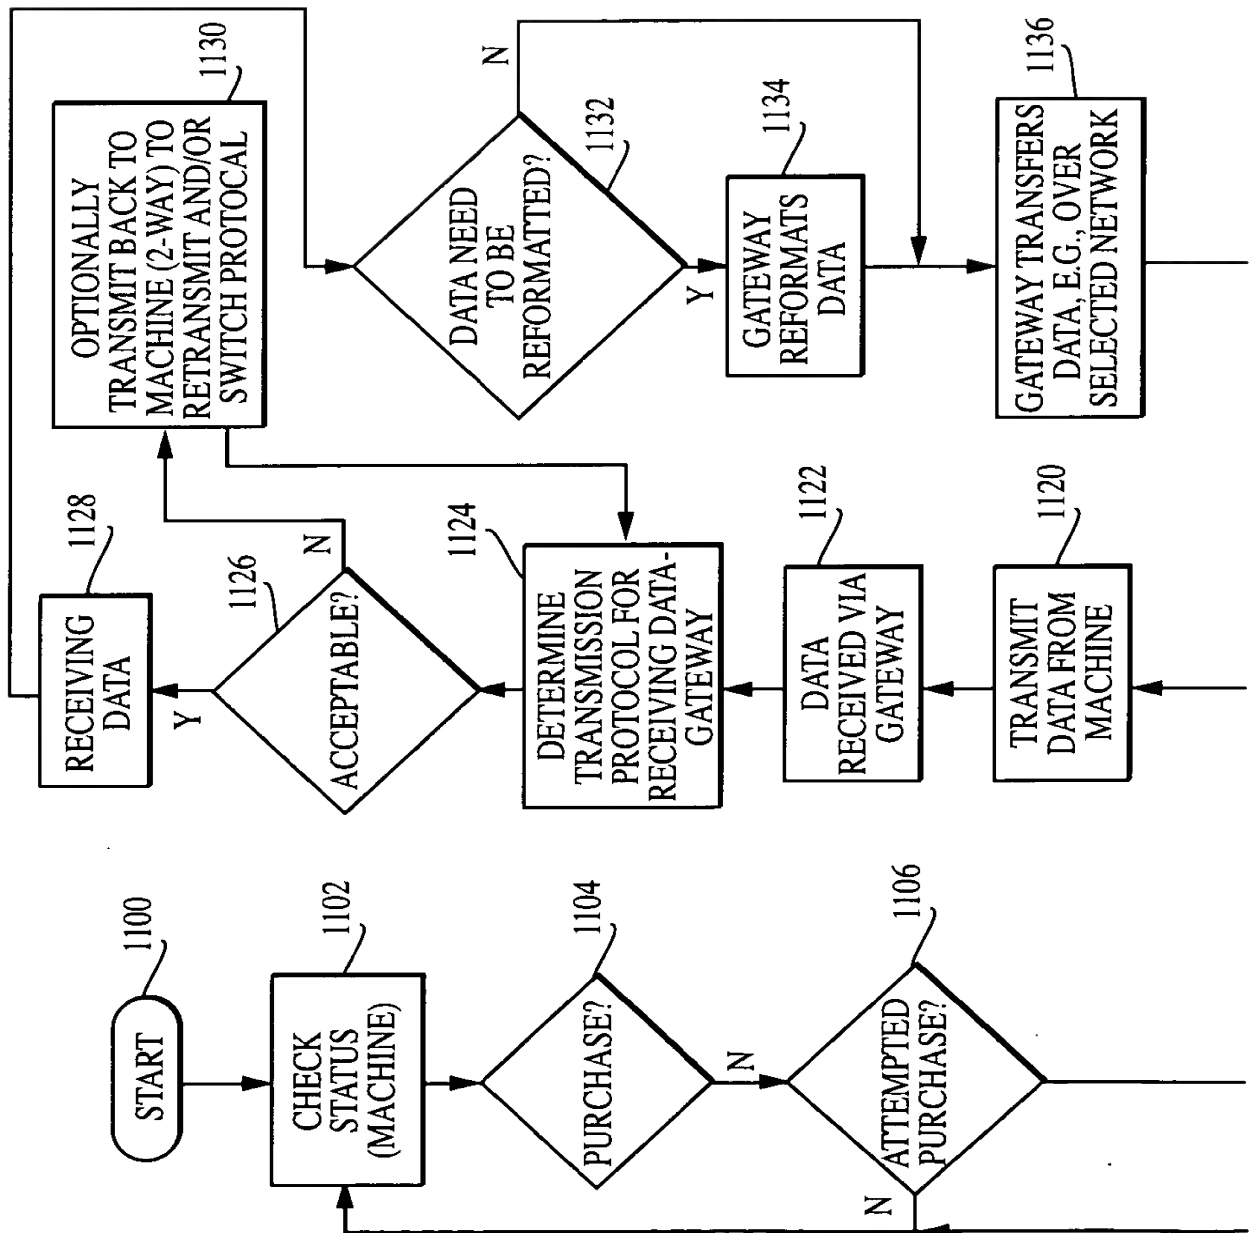 1100
START
1102
CHECK
STATUS
(MACHINE)
1104
PURCHASE?
N
1106
ATTEMPTED
PURCHASE?
N
1128
RECEIVING
DATA
Y
1126
ACCEPTABLE?
N
1124
DETERMINE
TRANSMISSION
PROTOCOL FOR
RECEIVING DATA-
GATEWAY
1122
DATA
RECEIVED VIA
GATEWAY
1120
TRANSMIT
DATA FROM
MACHINE
1130
OPTIONALLY
TRANSMIT BACK TO
MACHINE (2-WAY) TO
RETRANSMIT AND/OR
SWITCH PROTOCAL
N
1132
DATA NEED
TO BE
REFORMATTED?
Y
1134
GATEWAY
REFORMATS
DATA
1136
GATEWAY TRANSFERS
DATA, E.G., OVER
SELECTED NETWORK